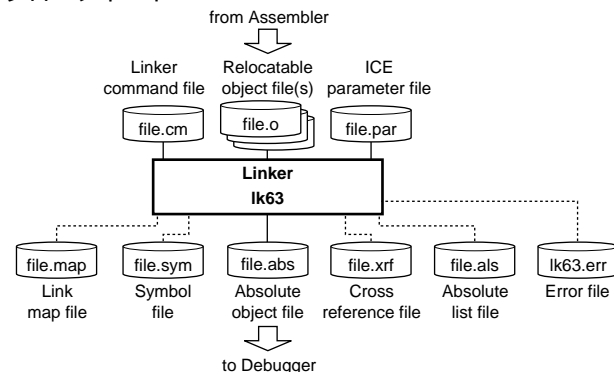 from Assembler
Linker
command file
Relocatable
object file(s)
ICE
parameter file
file.cm
file.o
file.par
Linker
lk63
file.map
file.sym
file.abs
file.xrf
file.als
lk63.err
Link
map file
Symbol
file
Absolute
object file
Cross
reference file
Absolute
list file
Error file
to Debugger